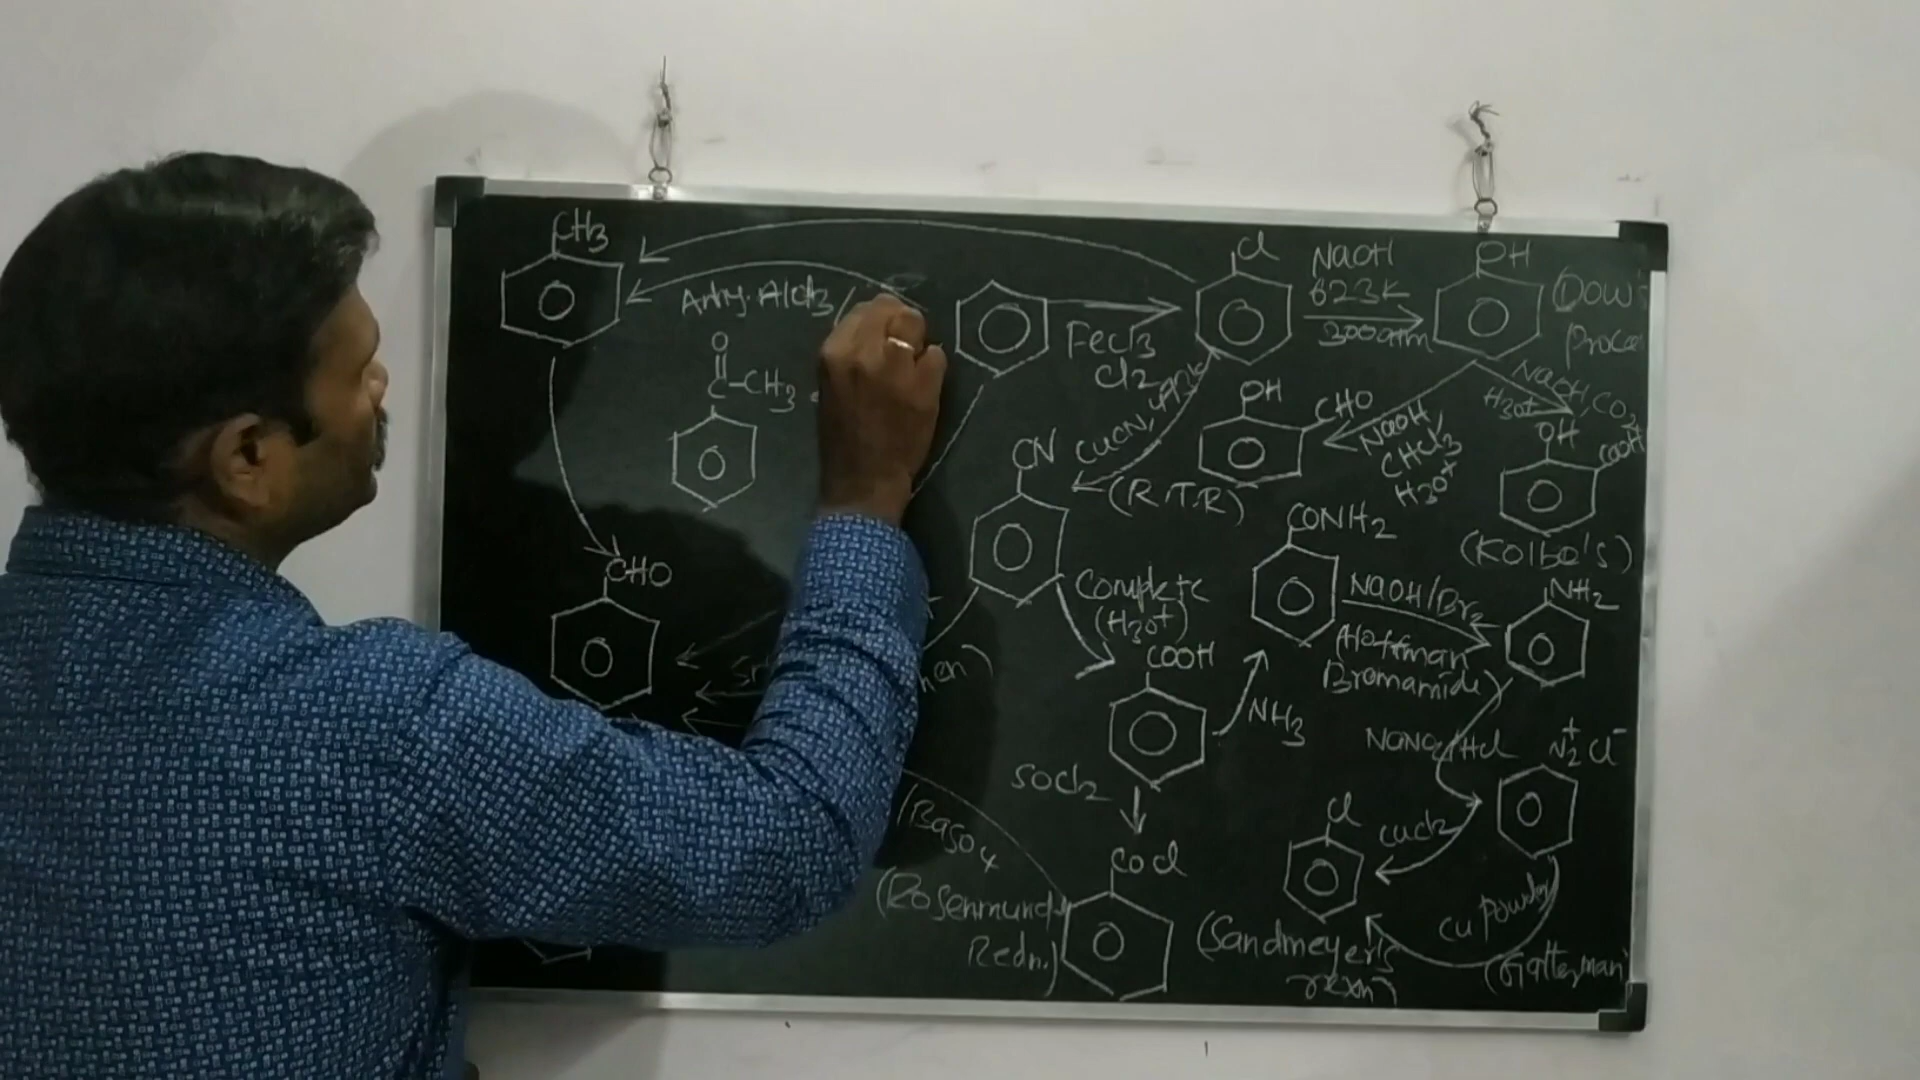 CH3
Anhy. AlCl3 /
O
C-CH3
O
O
O
FeCl3
Cl2
Cl
O
NaOH
623K
300atm
OH
O
Dow's
NaOH, CO2
H3O+
OH
CHO
O
NaOH,
CHCl3
H3O+
OH
COOH
O
(Kolbe's)
CN
O
CuCN,
(R.T.R)
Complete
(H3O+)
CONH2
O
NaOH/Br2
Hoffman
Bromamide)
NH2
O
CHO
O
COOH
O
NH3
SOCl2
COCl
O
/BaSO4
(Rosenmund
Redn.)
NaNO2/HCl
N2+ Cl-
O
Cl
O
CuCl2
(Sandmeyer's
rexn)
Cu Powder
(Gatterman)